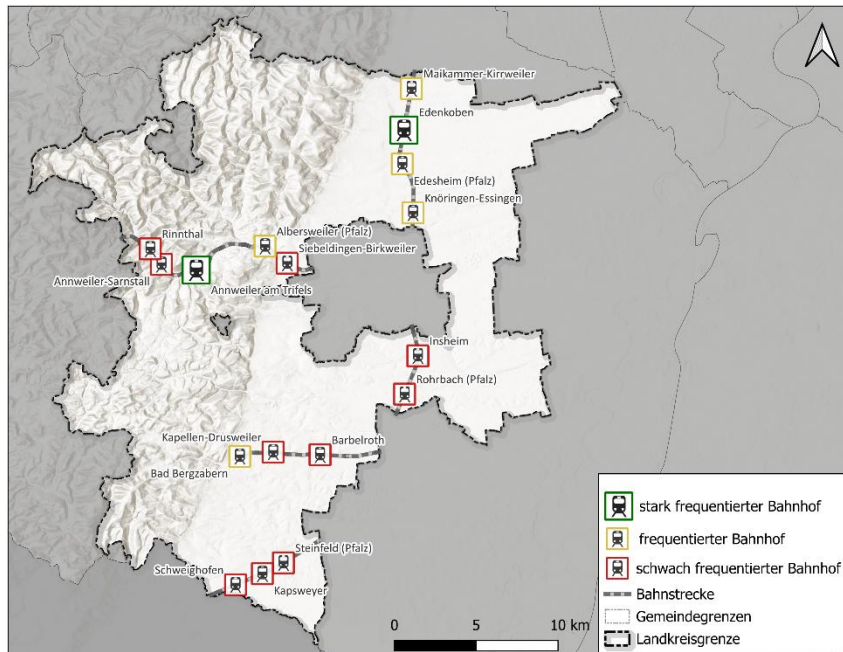 Maikammer-Kirrweiler
Edenkoben
Edesheim (Pfalz)
Knöringen-Essingen
Rinnthal
Albersweiler (Pfalz)
Siebeldingen-Birkweiler
Annweiler-Sarnstall
Annweiler am Trifels
Insheim
Rohrbach (Pfalz)
Kapellen-Drusweiler
Barbelroth
Bad Bergzabern
Steinfeld (Pfalz)
Schweighofen
Kapsweyer
stark frequentierter Bahnhof
frequentierter Bahnhof
schwach frequentierter Bahnhof
Bahnstrecke
Gemeindegrenzen
Landkreisgrenze
0 5 10 km